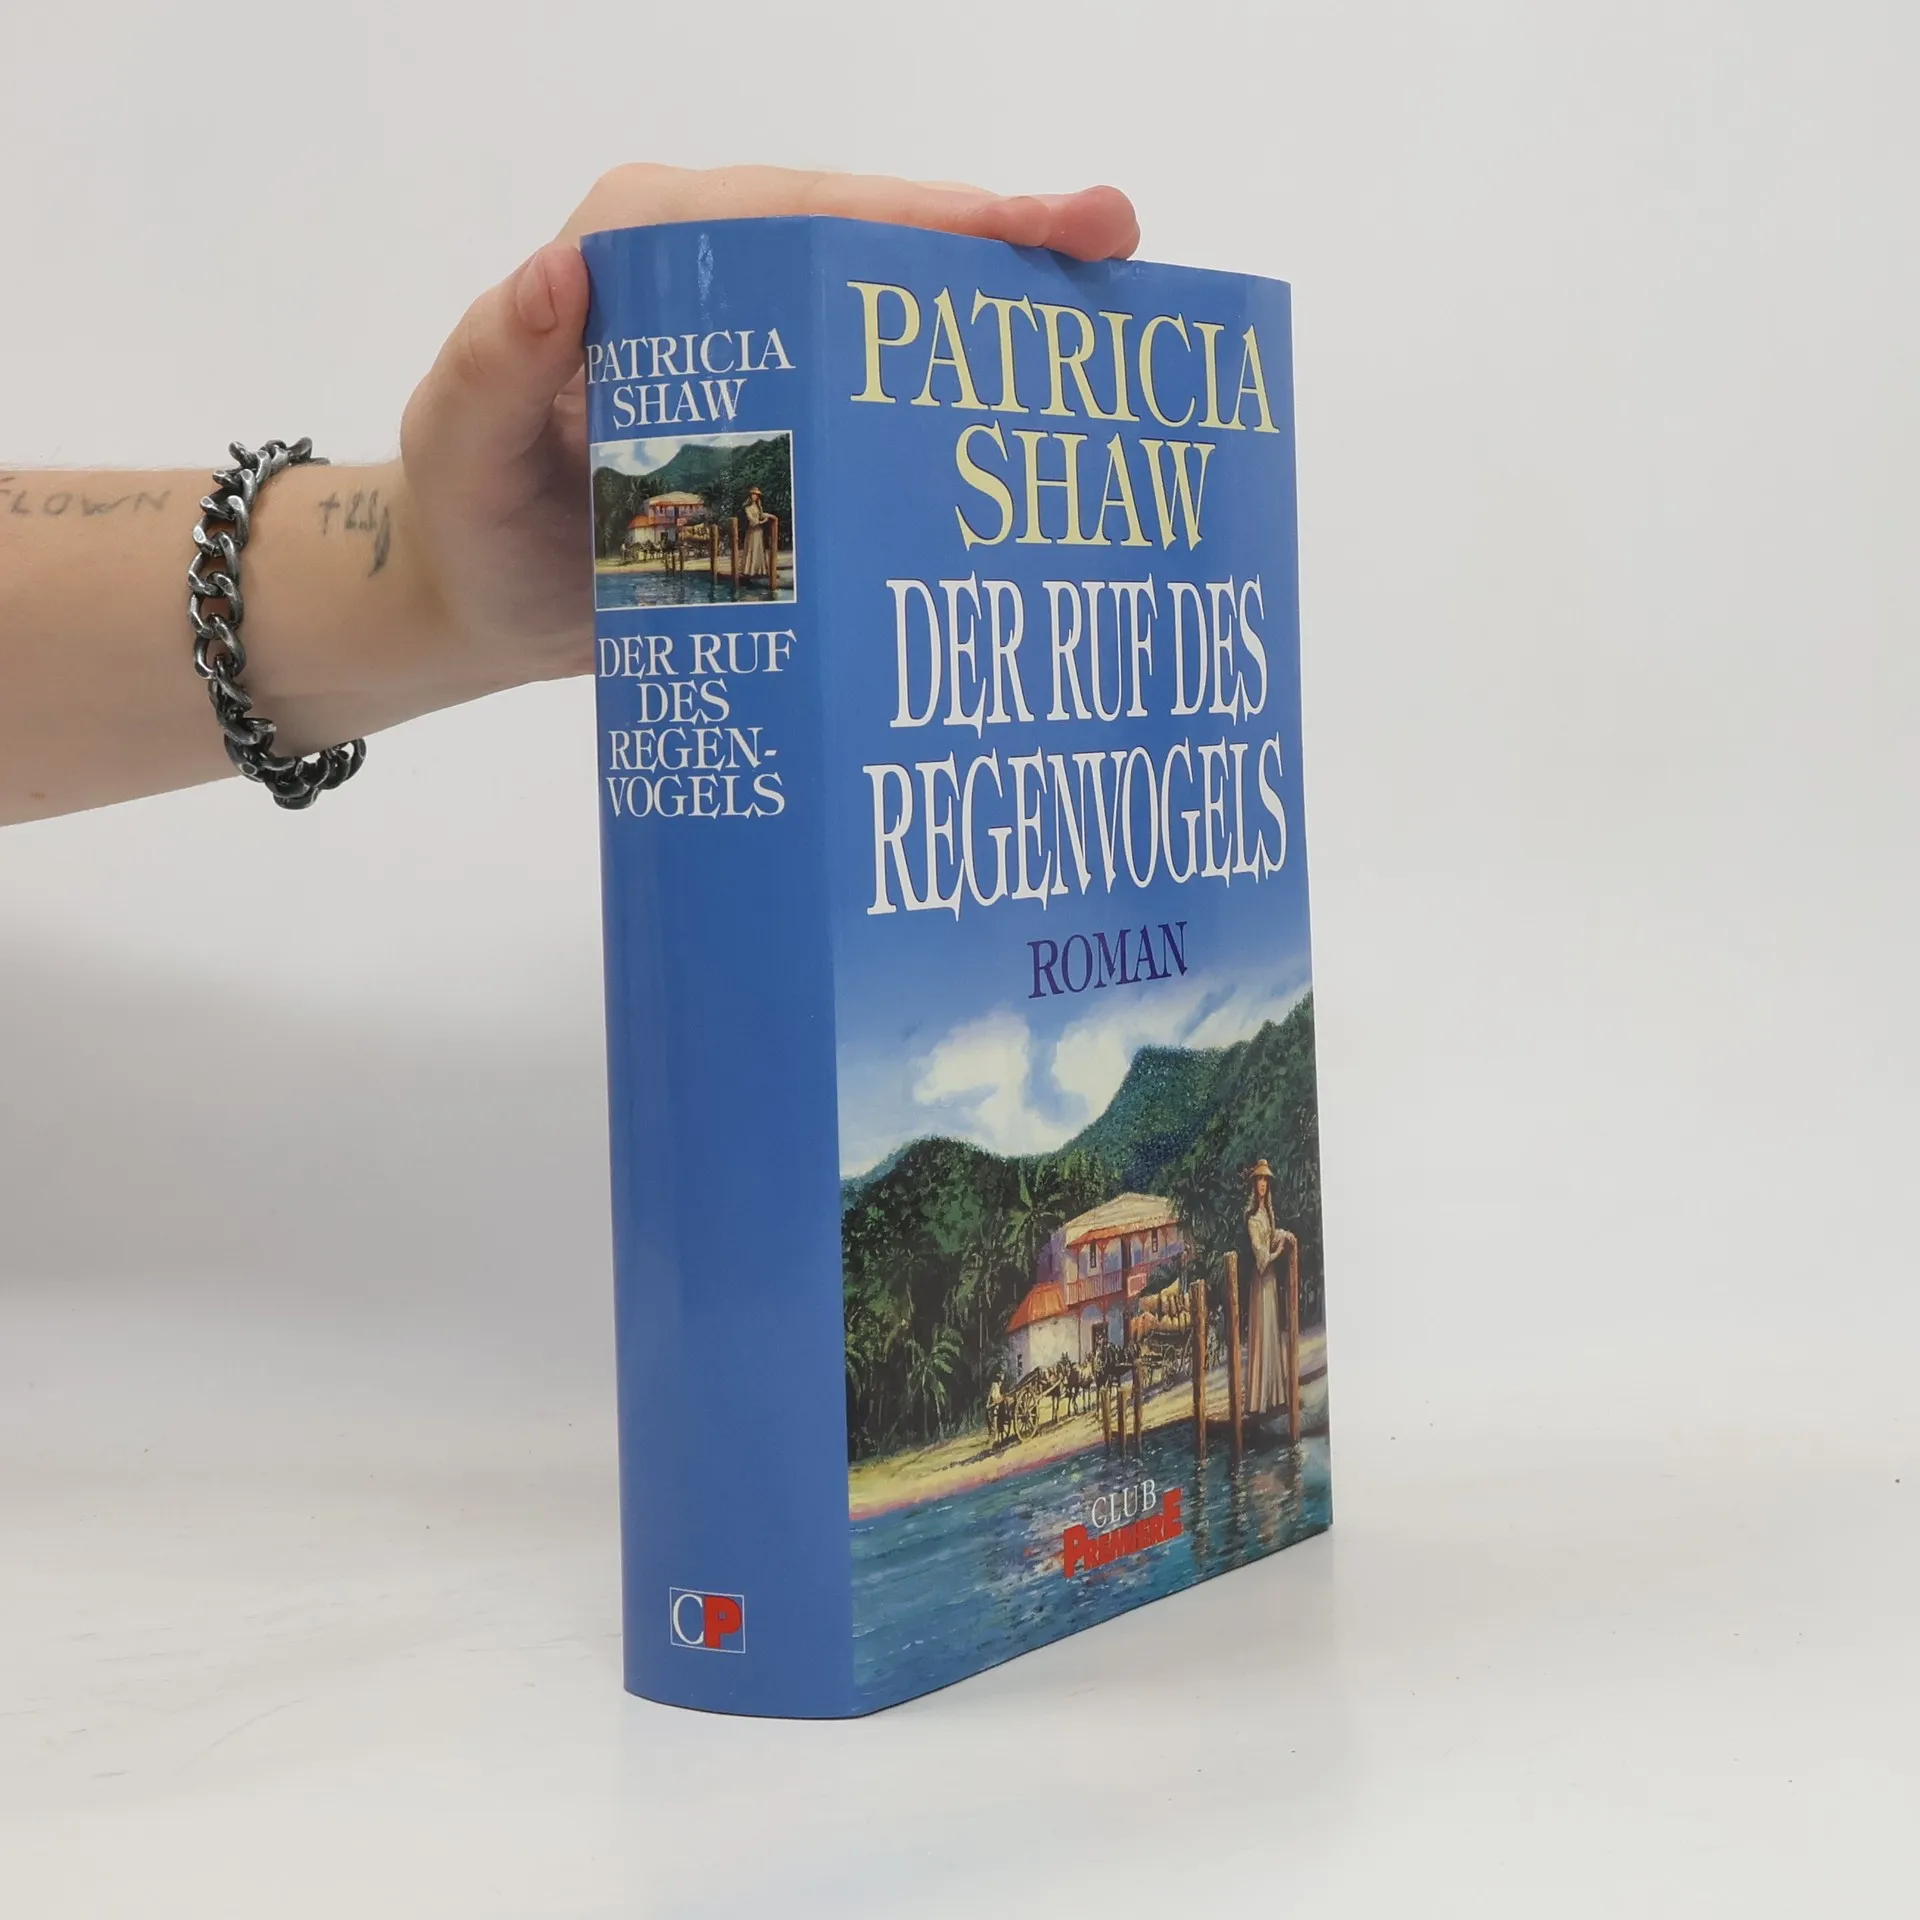 PATRICIA
SHAW
DER RUF
DES
REGEN-
VOGELS
CP
PATRICIA
SHAW
DER RUF DES
REGENVOGELS
ROMAN
CLUB
PREMIERE